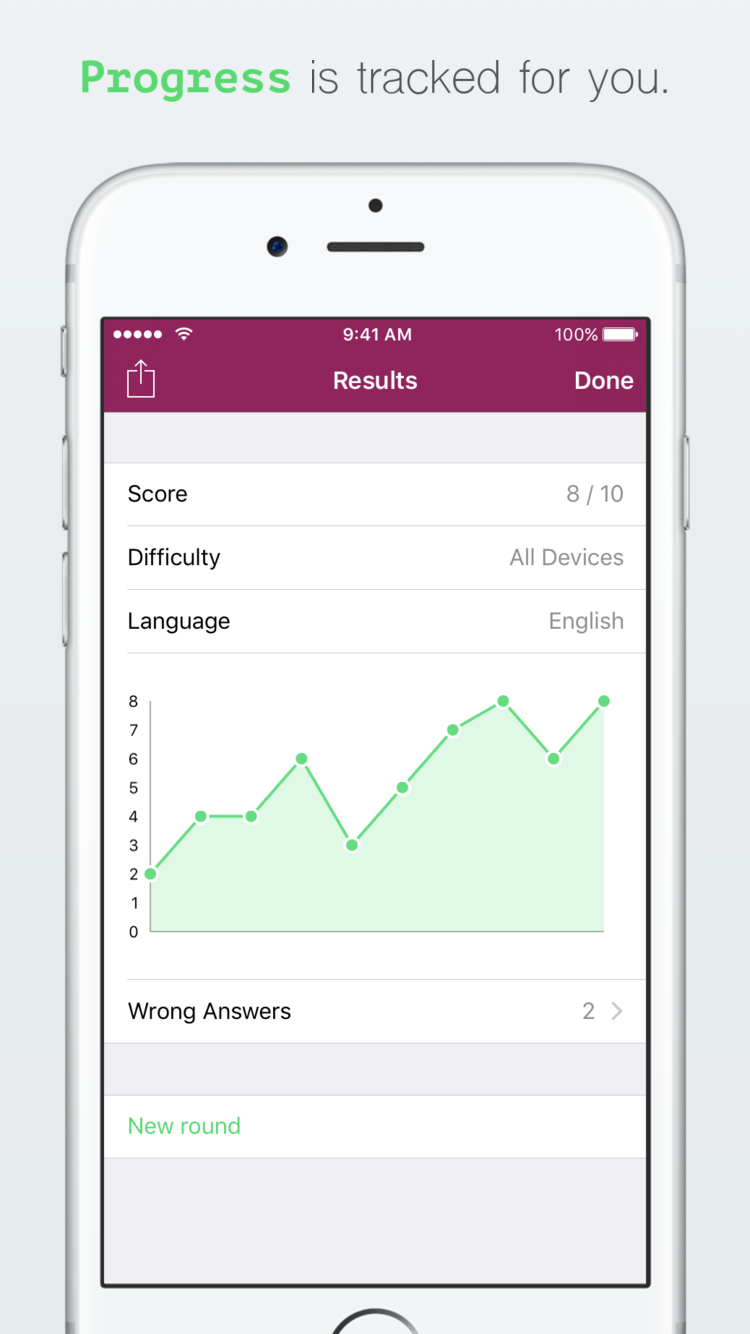 Progress is tracked for you.
9:41 AM
100%
Results
Done
Score
8 / 10
Difficulty
All Devices
Language
English
8
7
6
5
4
3
2
1
0
Wrong Answers
2
New round